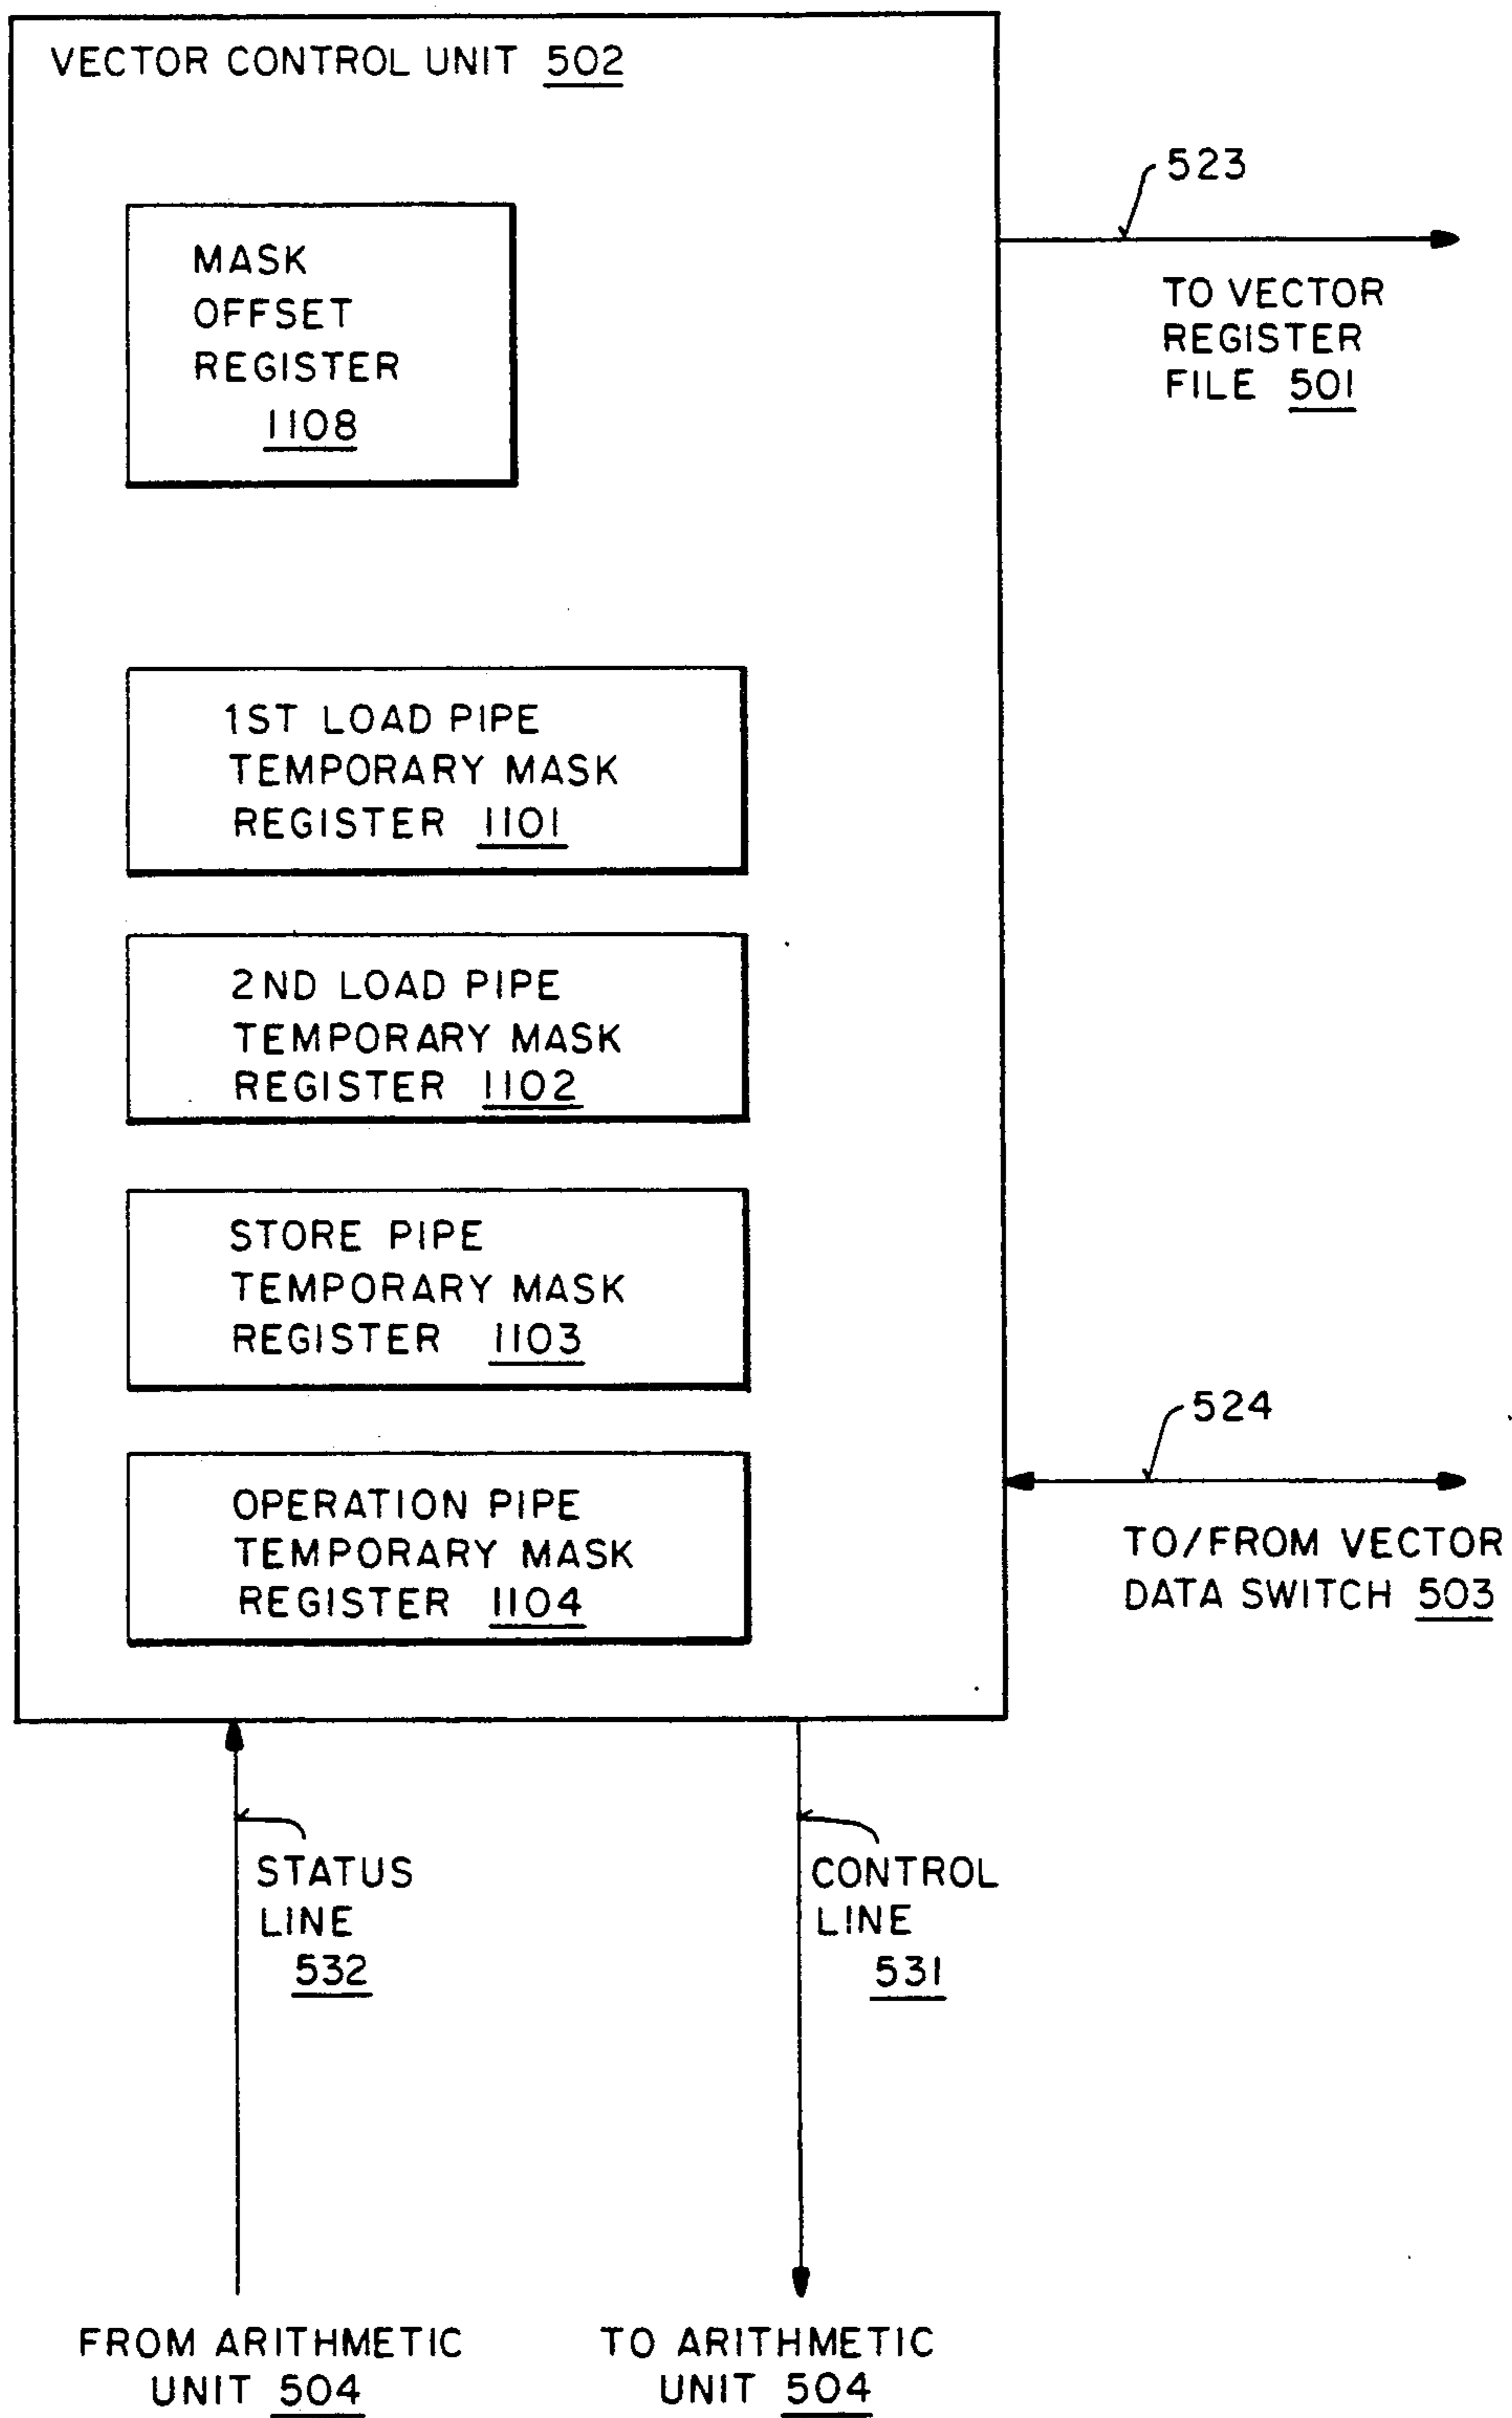 VECTOR CONTROL UNIT 502
523
TO VECTOR
REGISTER
FILE 501
MASK
OFFSET
REGISTER
1108
1ST LOAD PIPE
TEMPORARY MASK
REGISTER 1101
2ND LOAD PIPE
TEMPORARY MASK
REGISTER 1102
STORE PIPE
TEMPORARY MASK
REGISTER 1103
OPERATION PIPE
TEMPORARY MASK
REGISTER 1104
524
TO/FROM VECTOR
DATA SWITCH 503
STATUS
LINE
532
CONTROL
LINE
531
FROM ARITHMETIC
UNIT 504
TO ARITHMETIC
UNIT 504